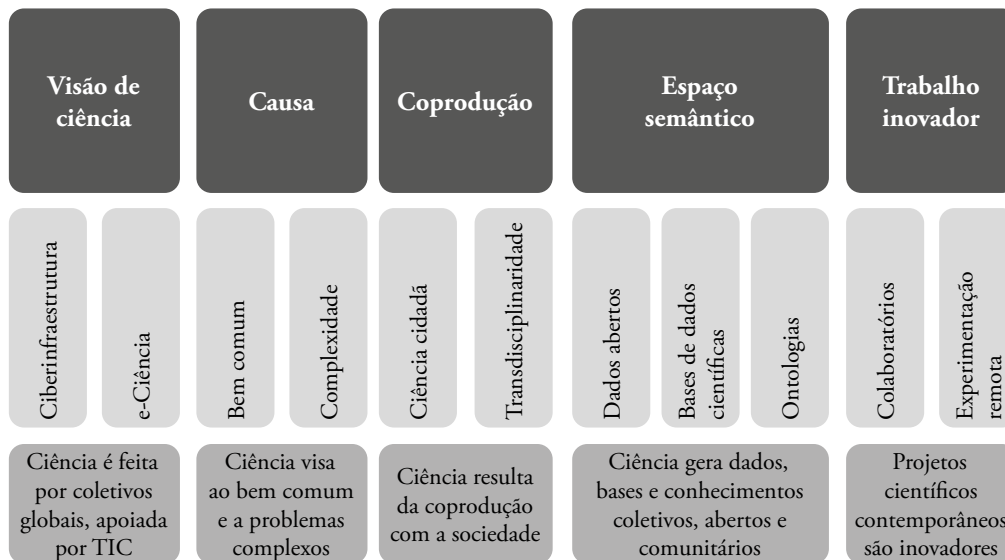 Visão de
ciência
Causa
Coprodução
Espaço
semântico
Trabalho
inovador
Ciberinfraestrutura
e-Ciência
Bem comum
Complexidade
Ciência cidadã
Transdisciplinaridade
Dados abertos
Bases de dados
científicas
Ontologias
Colaboratórios
Experimentação
remota
Ciência é feita
por coletivos
globais, apoiada
por TIC
Ciência visa
ao bem comum
e a problemas
complexos
Ciência resulta
da coprodução
com a sociedade
Ciência gera dados,
bases e conhecimentos
coletivos, abertos e
comunitários
Projetos
científicos
contemporâneos
são inovadores